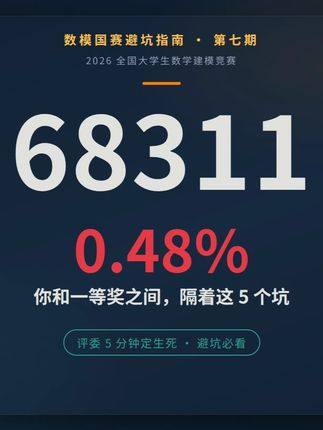 数模国赛避坑指南 · 第七期
2026 全国大学生数学建模竞赛
68311
0.48%
你和一等奖之间，隔着这 5 个坑
评委 5 分钟定生死 · 避坑必看